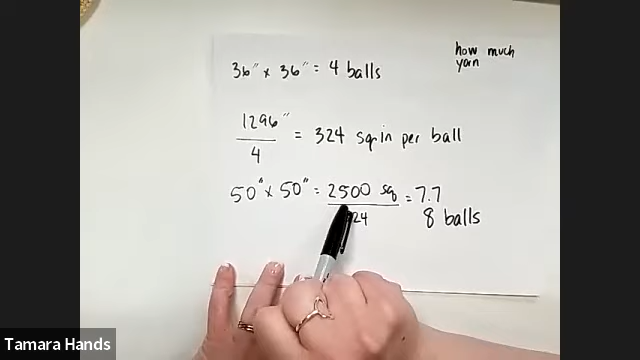 how much
yarn
36" x 36" = 4 balls
1296"
4
= 324 sq in per ball
50" x 50" = 2500 sq
24
= 7.7
8 balls
Tamara Hands